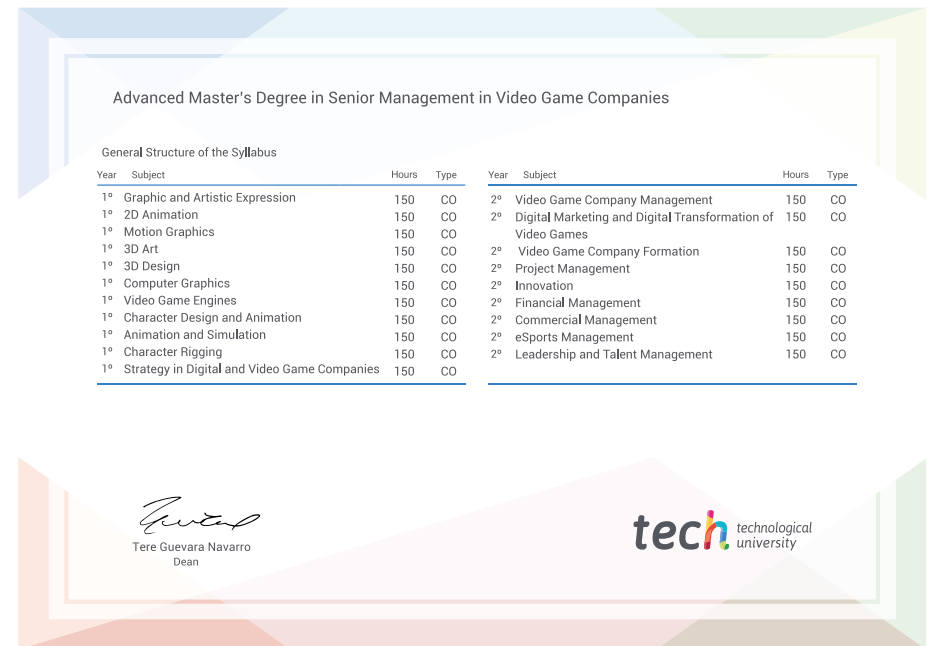 Advanced Master's Degree in Senior Management in Video Game Companies
General Structure of the Syllabus
Year Subject Hours Type
1º Graphic and Artistic Expression 150 CO
1º 2D Animation 150 CO
1º Motion Graphics 150 CO
1º 3D Art 150 CO
1º 3D Design 150 CO
1º Computer Graphics 150 CO
1º Video Game Engines 150 CO
1º Character Design and Animation 150 CO
1º Animation and Simulation 150 CO
1º Character Rigging 150 CO
1º Strategy in Digital and Video Game Companies 150 CO
Year Subject Hours Type
2º Video Game Company Management 150 CO
2º Digital Marketing and Digital Transformation of 150 CO
Video Games
2º Video Game Company Formation 150 CO
2º Project Management 150 CO
2º Innovation 150 CO
2º Financial Management 150 CO
2º Commercial Management 150 CO
2º eSports Management 150 CO
2º Leadership and Talent Management 150 CO
Tere Guevara Navarro
Dean
tech technological
university